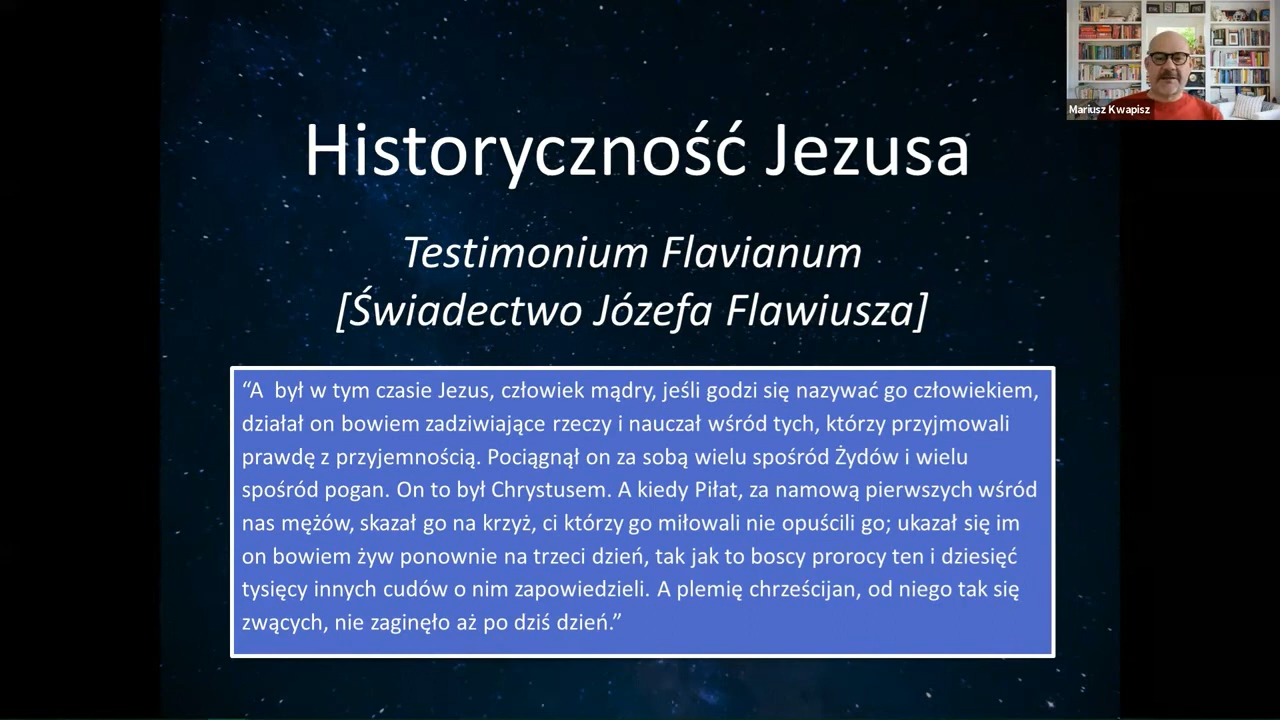 Mariusz Kwapisz
Historyczność Jezusa
Testimonium Flavianum
[Świadectwo Józefa Flawiusza]
“A  był w tym czasie Jezus, człowiek mądry, jeśli godzi się nazywać go człowiekiem,
działał on bowiem zadziwiające rzeczy i nauczał wśród tych, którzy przyjmowali
prawdę z przyjemnością. Pociągnął on za sobą wielu spośród Żydów i wielu
spośród pogan. On to był Chrystusem. A kiedy Piłat, za namową pierwszych wśród
nas mężów, skazał go na krzyż, ci którzy go miłowali nie opuścili go; ukazał się im
on bowiem żyw ponownie na trzeci dzień, tak jak to boscy prorocy ten i dziesięć
tysięcy innych cudów o nim zapowiedzieli. A plemię chrześcijan, od niego tak się
zwących, nie zaginęło aż po dziś dzień.”